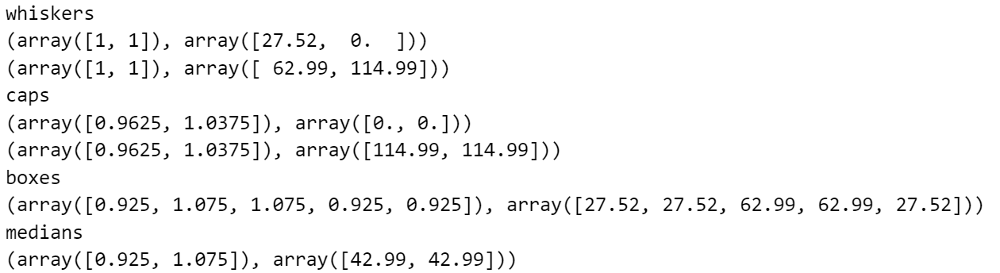 whiskers
(array([1, 1]), array([27.52,  0.  ]))
(array([1, 1]), array([ 62.99, 114.99]))
caps
(array([0.9625, 1.0375]), array([0., 0.]))
(array([0.9625, 1.0375]), array([114.99, 114.99]))
boxes
(array([0.925, 1.075, 1.075, 0.925, 0.925]), array([27.52, 27.52, 62.99, 62.99, 27.52]))
medians
(array([0.925, 1.075]), array([42.99, 42.99]))